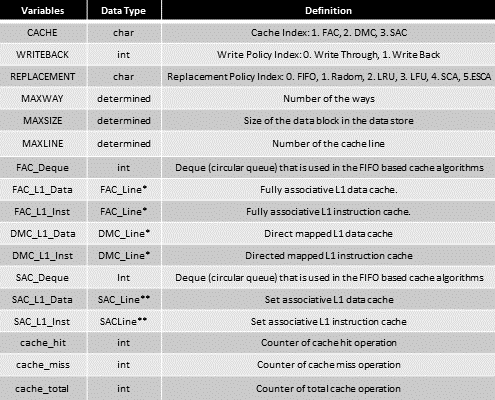 Variables Data Type Definition
CACHE char Cache Index: 1. FAC, 2. DMC, 3. SAC
WRITEBACK int Write Policy Index: 0. Write Through, 1. Write Back
REPLACEMENT char Replacement Policy Index: 0. FIFO, 1. Radom, 2. LRU, 3. LFU, 4. SCA, 5.ESCA
MAXWAY determined Number of the ways
MAXSIZE determined Size of the data block in the data store
MAXLINE determined Number of the cache line
FAC_Deque int Deque (circular queue) that is used in the FIFO based cache algorithms
FAC_L1_Data FAC_Line* Fully associative L1 data cache.
FAC_L1_Inst FAC_Line* Fully associative L1 instruction cache.
DMC_L1_Data DMC_Line* Direct mapped L1 data cache
DMC_L1_Inst DMC_Line* Directed mapped L1 instruction cache
SAC_Deque Int Deque (circular queue) that is used in the FIFO based cache algorithms
SAC_L1_Data SAC_Line** Set associative L1 data cache
SAC_L1_Inst SACLine** Set associative L1 instruction cache
cache_hit int Counter of cache hit operation
cache_miss int Counter of cache miss operation
cache_total int Counter of total cache operation